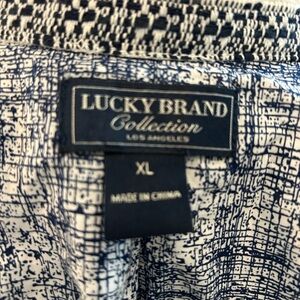 LUCKY BRAND
Collection
LOS ANGELES
XL
MADE IN CHINA